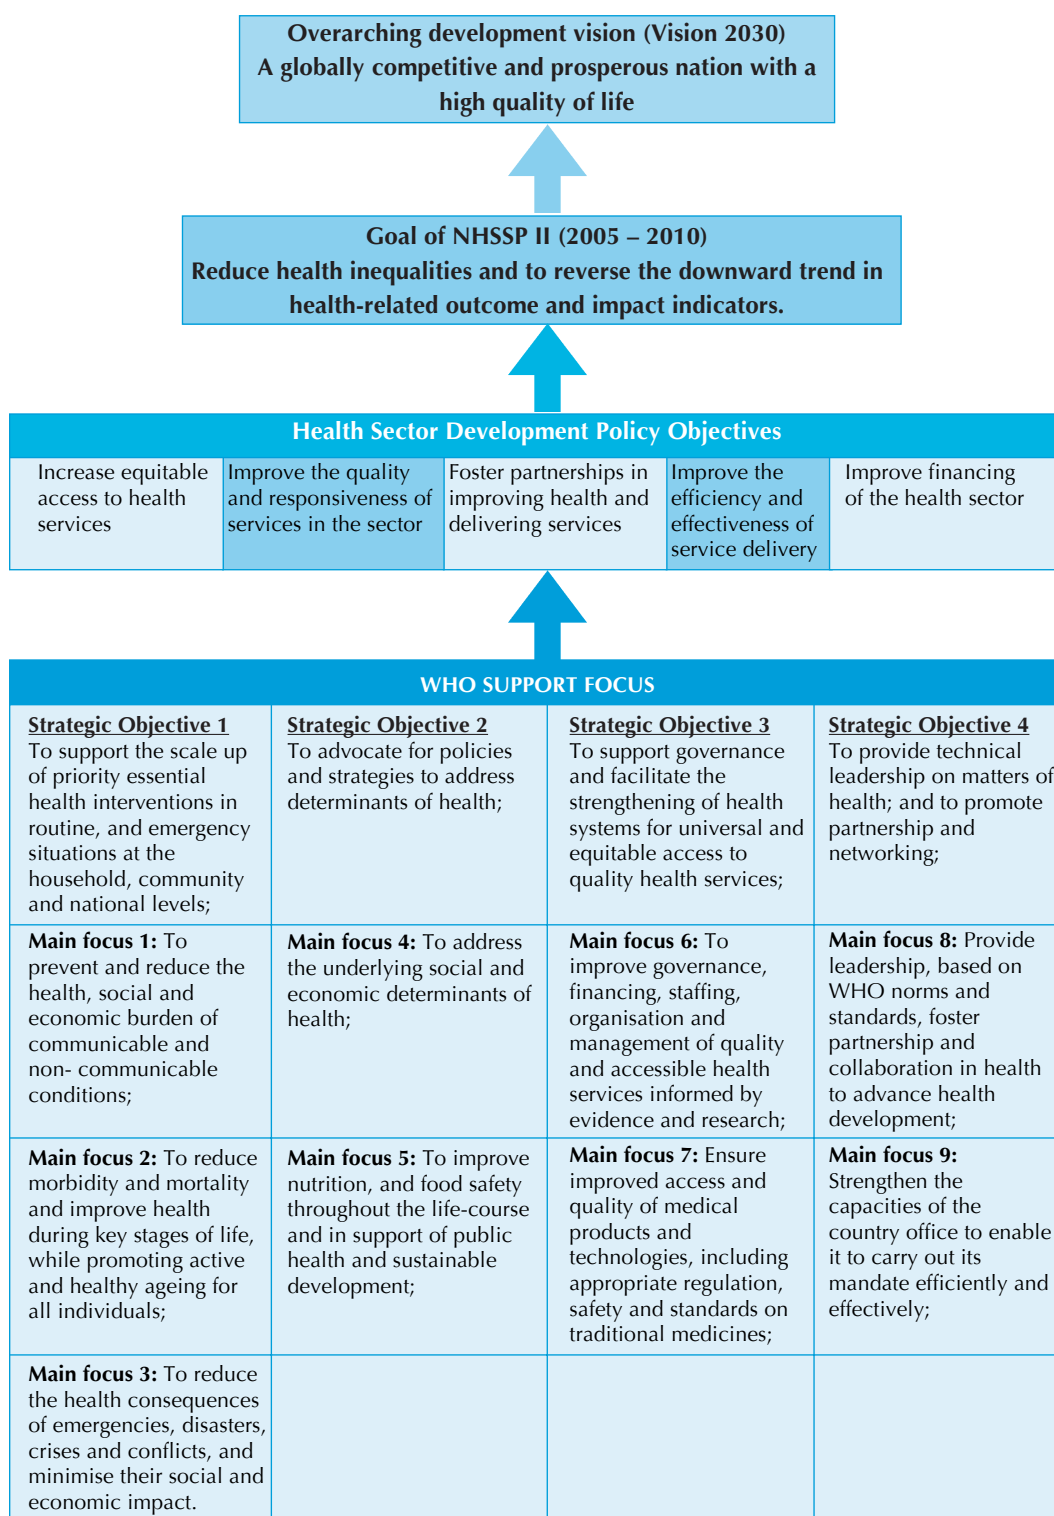 Overarching development vision (Vision 2030)
A globally competitive and prosperous nation with a
high quality of life
Goal of NHSSP II (2005 – 2010)
Reduce health inequalities and to reverse the downward trend in
health-related outcome and impact indicators.
Health Sector Development Policy Objectives
Increase equitable
access to health
services
Improve the quality
and responsiveness of
services in the sector
Foster partnerships in
improving health and
delivering services
Improve the
efficiency and
effectiveness of
service delivery
Improve financing
of the health sector
WHO SUPPORT FOCUS
Strategic Objective 1
To support the scale up
of priority essential
health interventions in
routine, and emergency
situations at the
household, community
and national levels;
Strategic Objective 2
To advocate for policies
and strategies to address
determinants of health;
Strategic Objective 3
To support governance
and facilitate the
strengthening of health
systems for universal and
equitable access to
quality health services;
Strategic Objective 4
To provide technical
leadership on matters of
health; and to promote
partnership and
networking;
Main focus 1: To
prevent and reduce the
health, social and
economic burden of
communicable and
non- communicable
conditions;
Main focus 4: To address
the underlying social and
economic determinants of
health;
Main focus 6: To
improve governance,
financing, staffing,
organisation and
management of quality
and accessible health
services informed by
evidence and research;
Main focus 8: Provide
leadership, based on
WHO norms and
standards, foster
partnership and
collaboration in health
to advance health
development;
Main focus 2: To reduce
morbidity and mortality
and improve health
during key stages of life,
while promoting active
and healthy ageing for
all individuals;
Main focus 5: To improve
nutrition, and food safety
throughout the life-course
and in support of public
health and sustainable
development;
Main focus 7: Ensure
improved access and
quality of medical
products and
technologies, including
appropriate regulation,
safety and standards on
traditional medicines;
Main focus 9:
Strengthen the
capacities of the
country office to enable
it to carry out its
mandate efficiently and
effectively;
Main focus 3: To reduce
the health consequences
of emergencies, disasters,
crises and conflicts, and
minimise their social and
economic impact.